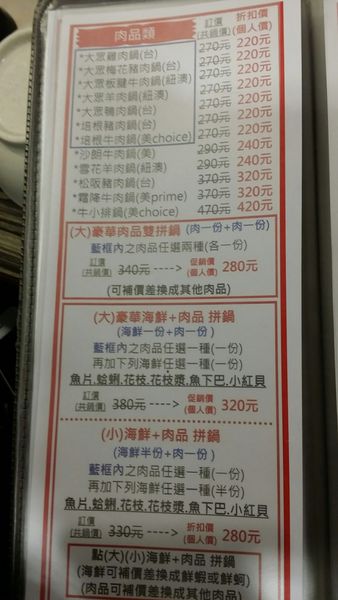 肉品類
訂價 折扣價
(共鍋價) (個人價)
*大眾雞肉鍋(台) 270元 220元
*大眾梅花豬肉鍋(台) 270元 220元
*大眾板腱牛肉鍋(紐澳) 270元 220元
*大眾羊肉鍋(紐澳) 270元 220元
*大眾鴨肉鍋(台) 270元 220元
*培根豬肉鍋(台) 270元 220元
*培根牛肉鍋(美choice) 270元 220元
*沙朗牛肉鍋(美) 290元 240元
*雪花羊肉鍋(紐澳) 290元 240元
*松阪豬肉鍋(台) 370元 320元
*霜降牛肉鍋(美prime) 370元 320元
*牛小排鍋(美choice) 470元 420元
(大)豪華肉品雙拼鍋 (肉一份+肉一份)
藍框內之肉品任選兩種(各一份)
訂價 促銷價
(共鍋價) 340元 ----> (個人價) 280元
(可補價差換成其他肉品)
(大)豪華海鮮+肉品 拼鍋
(海鮮一份+肉一份)
藍框內之肉品任選一種(一份)
再加下列海鮮任選一種(一份)
魚片.蛤蜊.花枝.花枝漿.魚下巴.小紅貝
訂價 促銷價
(共鍋價) 380元 ----> (個人價) 320元
(小)海鮮+肉品 拼鍋
(海鮮半份+肉一份)
藍框內之肉品任選一種(一份)
再加下列海鮮任選一種(半份)
魚片.蛤蜊.花枝.花枝漿.魚下巴.小紅貝
訂價 折扣價
(共鍋價) 330元 ----> (個人價) 280元
點(大)(小)海鮮+肉品 拼鍋
(海鮮可補價差換成鮮蝦或鮮蚵)
(肉品可補價差換成其他肉品)